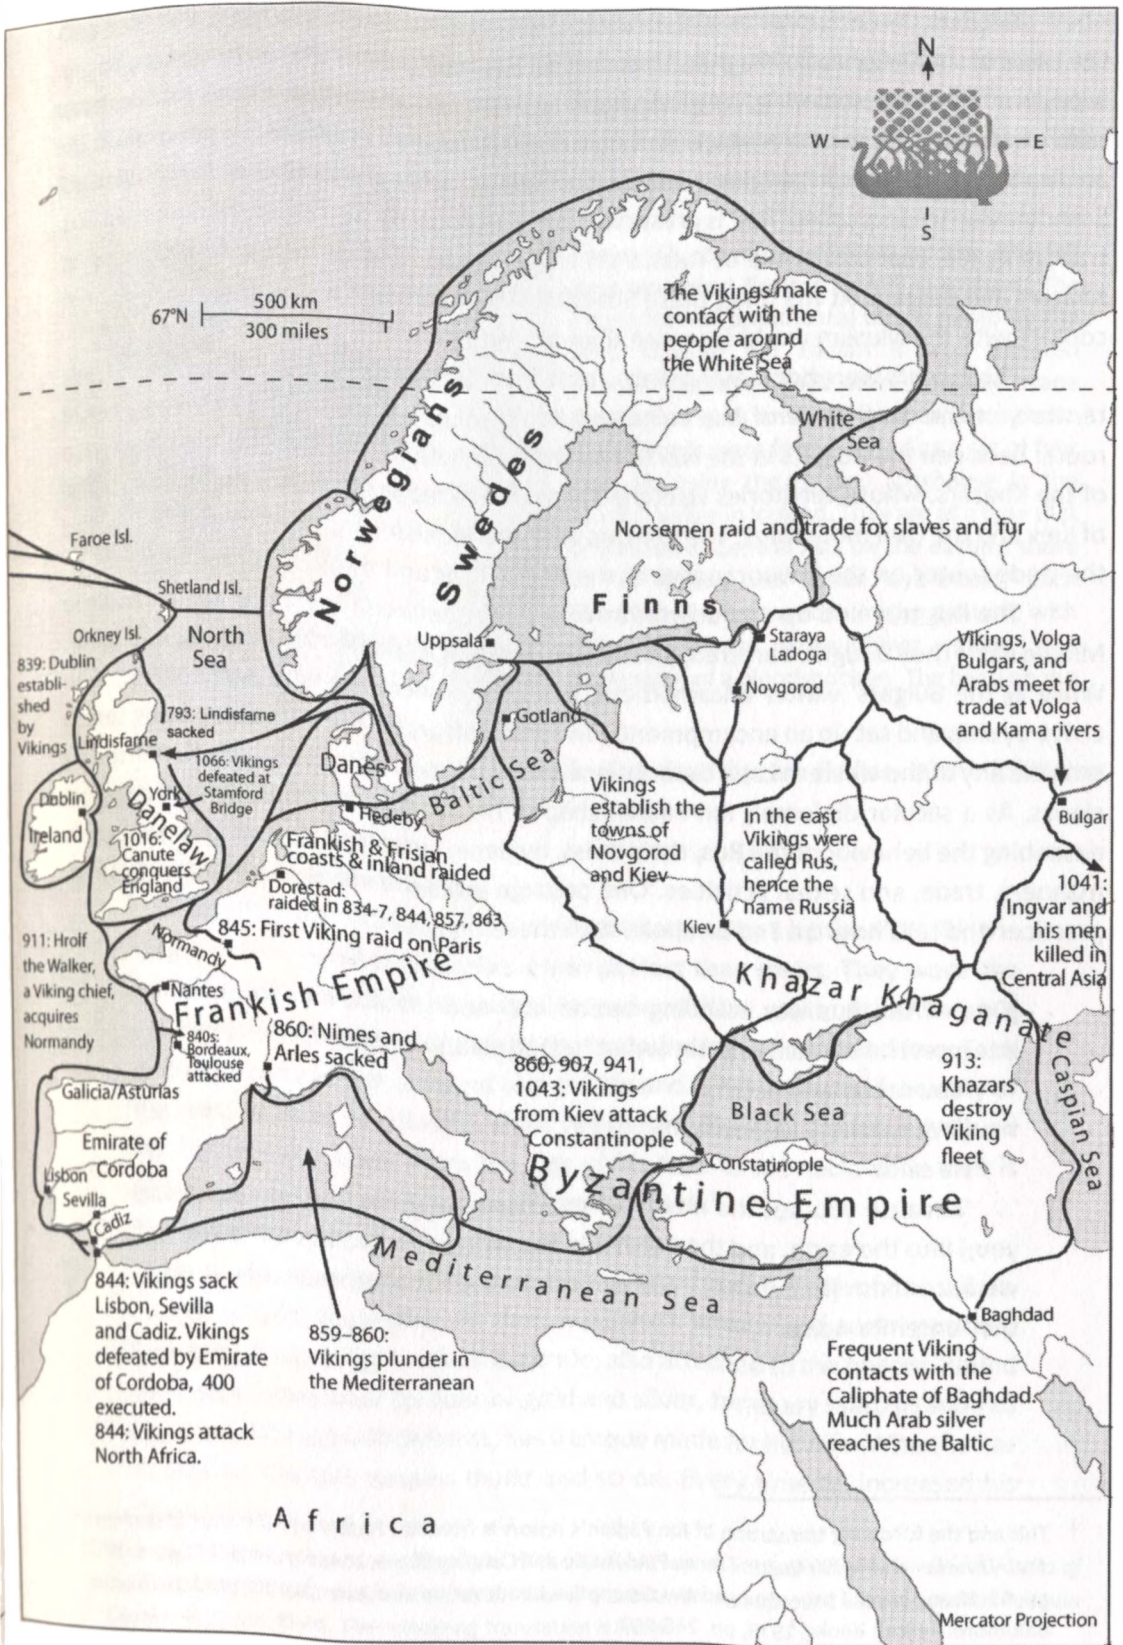 N
W
E
S
500 km
67°N
300 miles
The Vikings make
contact with the
people around
the White Sea
White
Sea
Norwegians
Swedes
Norsemen raid and trade for slaves and fur
Finns
Faroe Isl.
Shetland Isl.
Orkney Isl.
North
Sea
Uppsala
Staraya
Ladoga
Novgorod
Gotland
Vikings, Volga
Bulgars, and
Arabs meet for
trade at Volga
and Kama rivers
Bulgar
839: Dublin
establi-
shed
by
Vikings
793: Lindisfarne
sacked
Lindisfarne
1066: Vikings
defeated at
Stamford
Bridge
Danes
Baltic Sea
Hedeby
Dublin
Ireland
York
Danelaw
1016:
Canute
conquers
England
Vikings
establish the
towns of
Novgorod
and Kiev
In the east
Vikings were
called Rus,
hence the
name Russia
Frankish & Frisian
coasts & inland raided
Dorestad:
raided in 834-7, 844, 857, 863
845: First Viking raid on Paris
Normandy
Kiev
1041:
Ingvar and
his men
killed in
Central Asia
911: Hrolf
the Walker,
a Viking chief,
acquires
Normandy
Nantes
Frankish Empire
Khazar Khaganate
840s:
Bordeaux,
Toulouse
attacked
860: Nimes and
Arles sacked
860, 907, 941,
1043: Vikings
from Kiev attack
Constantinople
913:
Khazars
destroy
Viking
fleet
Caspian Sea
Black Sea
Galicia/Asturias
Emirate of
Cordoba
Lisbon
Sevilla
Cadiz
Constatinople
Byzantine Empire
Mediterranean Sea
844: Vikings sack
Lisbon, Sevilla
and Cadiz. Vikings
defeated by Emirate
of Cordoba, 400
executed.
844: Vikings attack
North Africa.
859–860:
Vikings plunder in
the Mediterranean
Baghdad
Frequent Viking
contacts with the
Caliphate of Baghdad.
Much Arab silver
reaches the Baltic
Africa
Mercator Projection